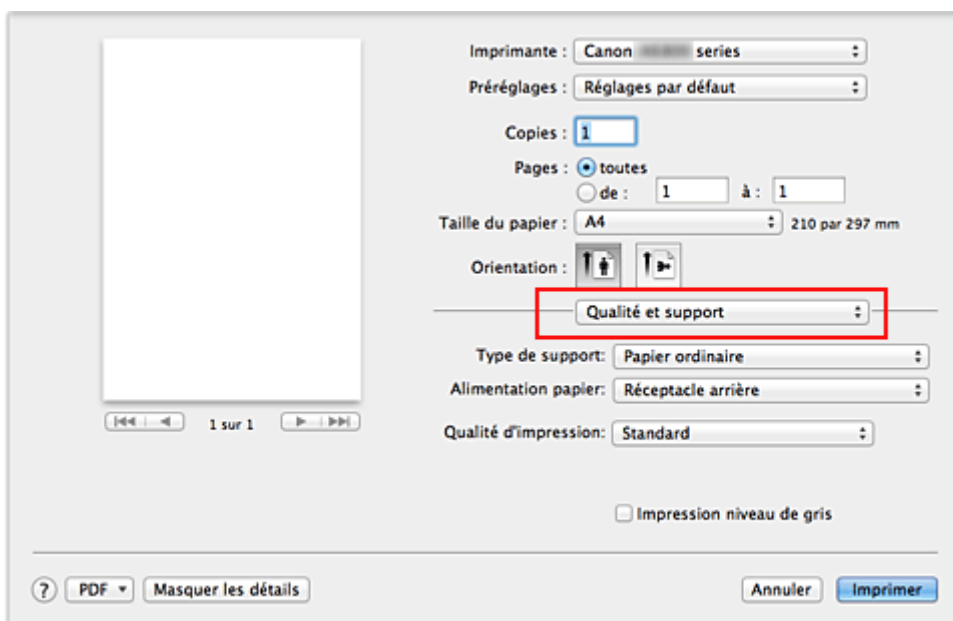 Imprimante : Canon series
Préréglages : Réglages par défaut
Copies : 1
Pages : toutes
de : 1 à : 1
Taille du papier : A4 210 par 297 mm
Orientation :
Qualité et support
Type de support: Papier ordinaire
Alimentation papier: Réceptacle arrière
1 sur 1
Qualité d'impression: Standard
Impression niveau de gris
? PDF Masquer les détails Annuler Imprimer